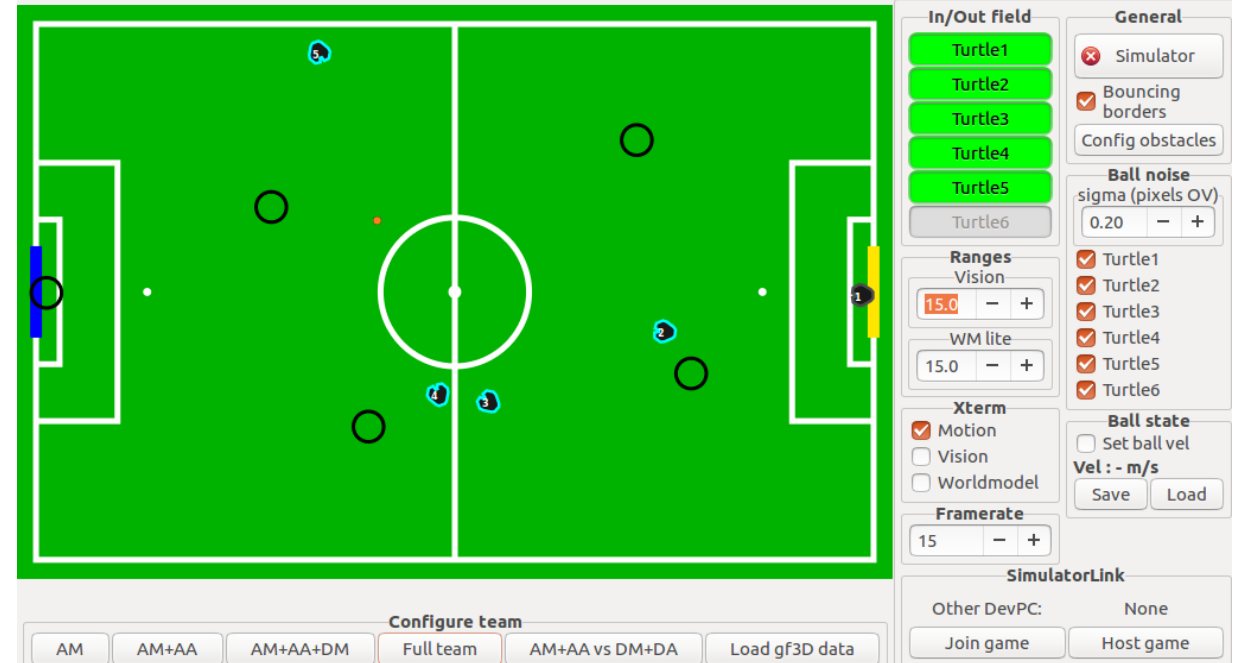 In/Out field
Turtle1
Turtle2
Turtle3
Turtle4
Turtle5
Turtle6
General
Simulator
Bouncing
borders
Config obstacles
Ball noise
sigma (pixels OV)
0.20 − +
Turtle1
Turtle2
Turtle3
Turtle4
Turtle5
Turtle6
Ranges
Vision
15.0 − +
WM lite
15.0 − +
Xterm
Motion
Vision
Worldmodel
Ball state
Set ball vel
Vel : - m/s
Save Load
Framerate
15 − +
SimulatorLink
Other DevPC: None
Join game Host game
5
1
2
4
3
Configure team
AM AM+AA AM+AA+DM Full team AM+AA vs DM+DA Load gf3D data